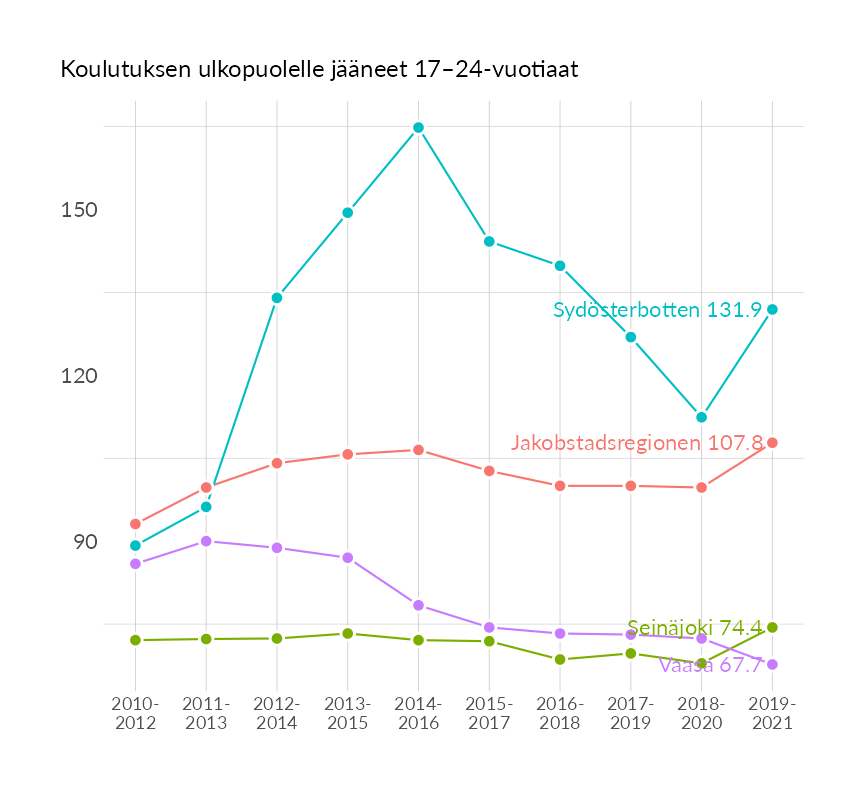 Koulutuksen ulkopuolelle jääneet 17–24-vuotiaat
150
120
90
Sydösterbotten 131.9
Jakobstadsregionen 107.8
Seinäjoki 74.4
Vaasa 67.7
2010- 2011- 2012- 2013- 2014- 2015- 2016- 2017- 2018- 2019-
2012 2013 2014 2015 2016 2017 2018 2019 2020 2021